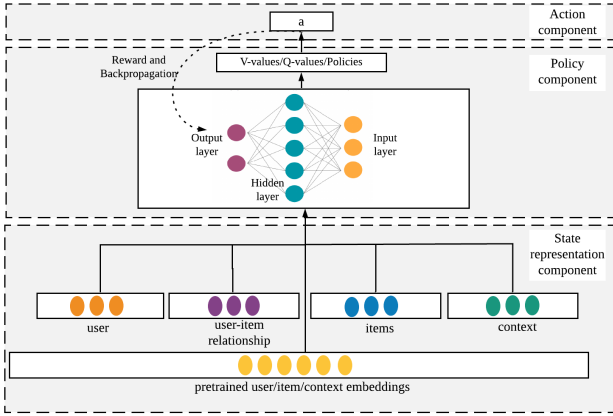 a
Action
component
Reward and
Backpropagation
V-values/Q-values/Policies
Policy
component
Output
layer
Input
layer
Hidden
layer
State
representation
component
user
user-item
relationship
items
context
pretrained user/item/context embeddings